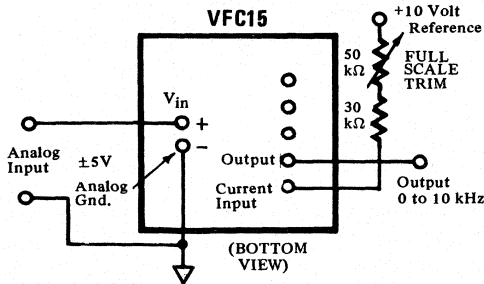 VFC15
+10 Volt
Reference
50
kΩ
FULL
SCALE
TRIM
30
kΩ
Vin
+
−
Analog
Input
±5V
Analog
Gnd.
Output
Current
Input
Output
0 to 10 kHz
(BOTTOM
VIEW)